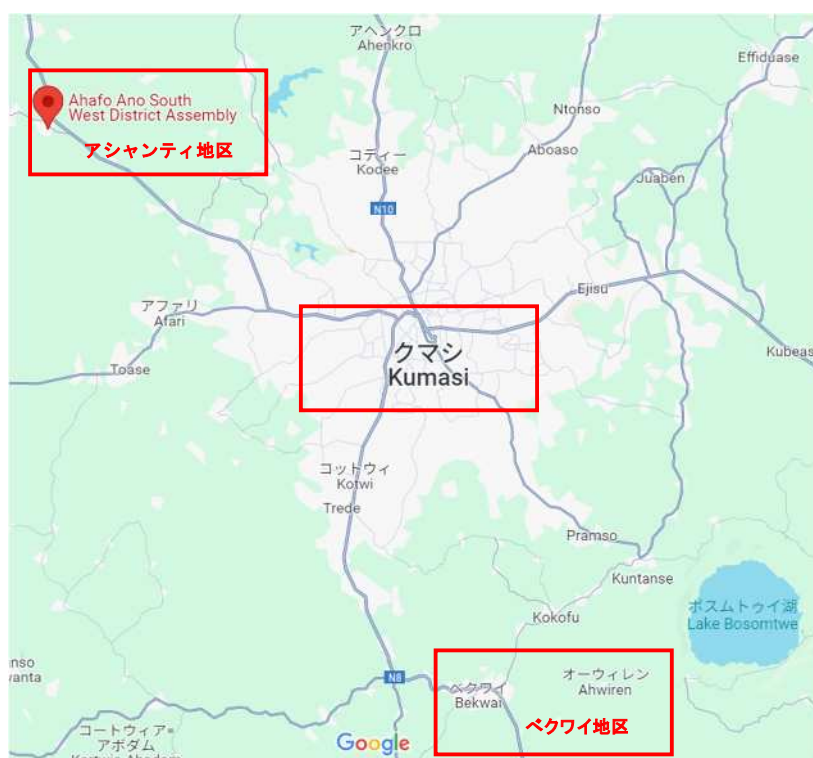 アヘンクロ
Ahenkro
Effiduase
Ahafo Ano South
West District Assembly
アシャンティ地区
Ntonso
コディー
Kodee
Aboaso
Juaben
N10
Ejisu
アファリ
Afari
クマシ
Kumasi
Kubeas
Toase
コットウィ
Kotwi
Trede
Pramso
Kuntanse
ボスムトゥイ湖
Lake Bosomtwe
Kokofu
nso
wanta
N8
ベクワイ
Bekwai
オーウィレン
Ahwiren
ベクワイ地区
コートウィア=
アボダム
Google